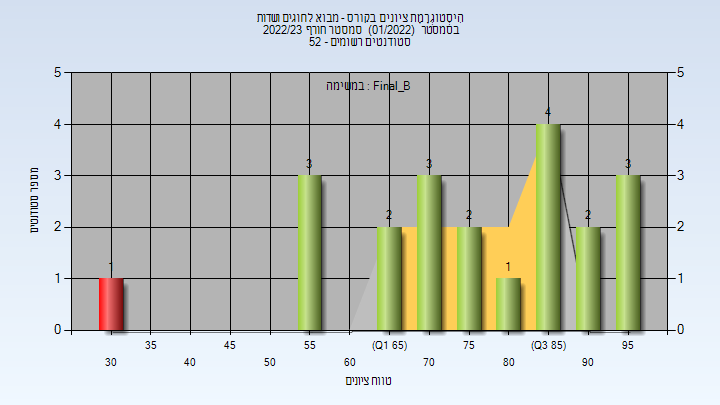 היסטוגרמת ציונים בקורס - מבוא לחוגים ושדות
בסמסטר (01/2022) סמסטר חורף 2022/23
סטודנטים רשומים - 52
במשימה : Final_B
5 5
4 4
3 3
2 2
1 1
0 0
מספר סטודנטים
1 3 2 3 2 1 4 2 3
35 45 55 (Q1 65) 75 (Q3 85) 95
30 40 50 60 70 80 90
טווח ציונים